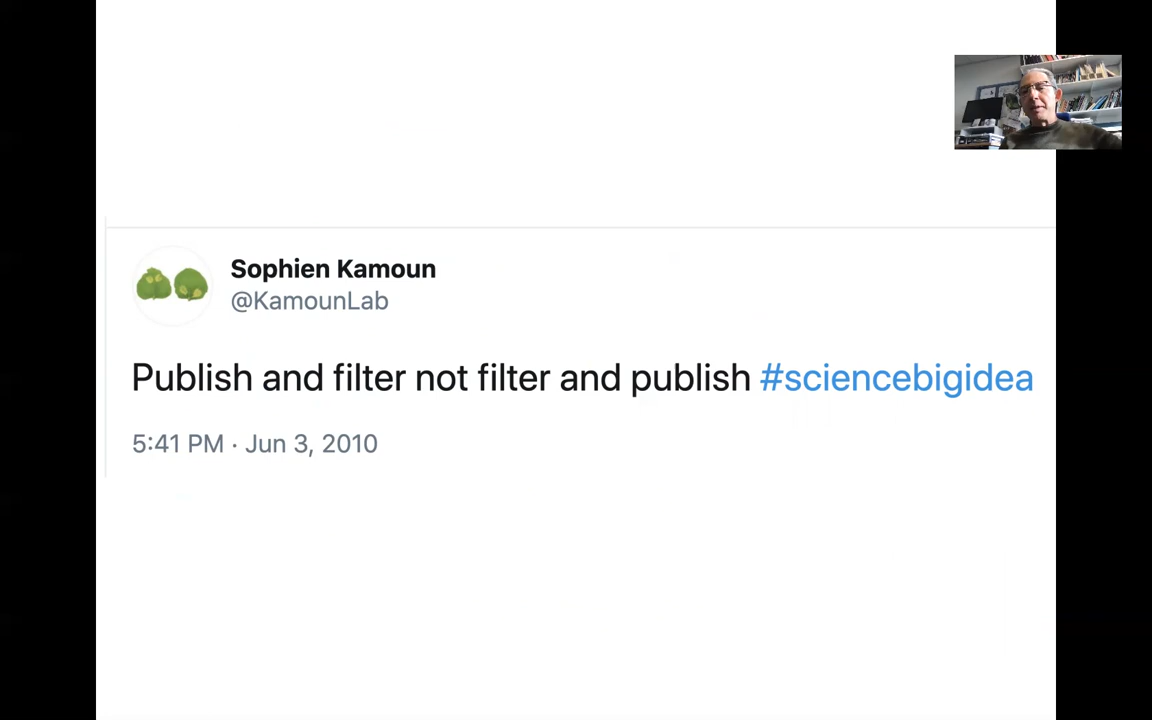 Sophien Kamoun
@KamounLab
Publish and filter not filter and publish #sciencebigidea
5:41 PM · Jun 3, 2010